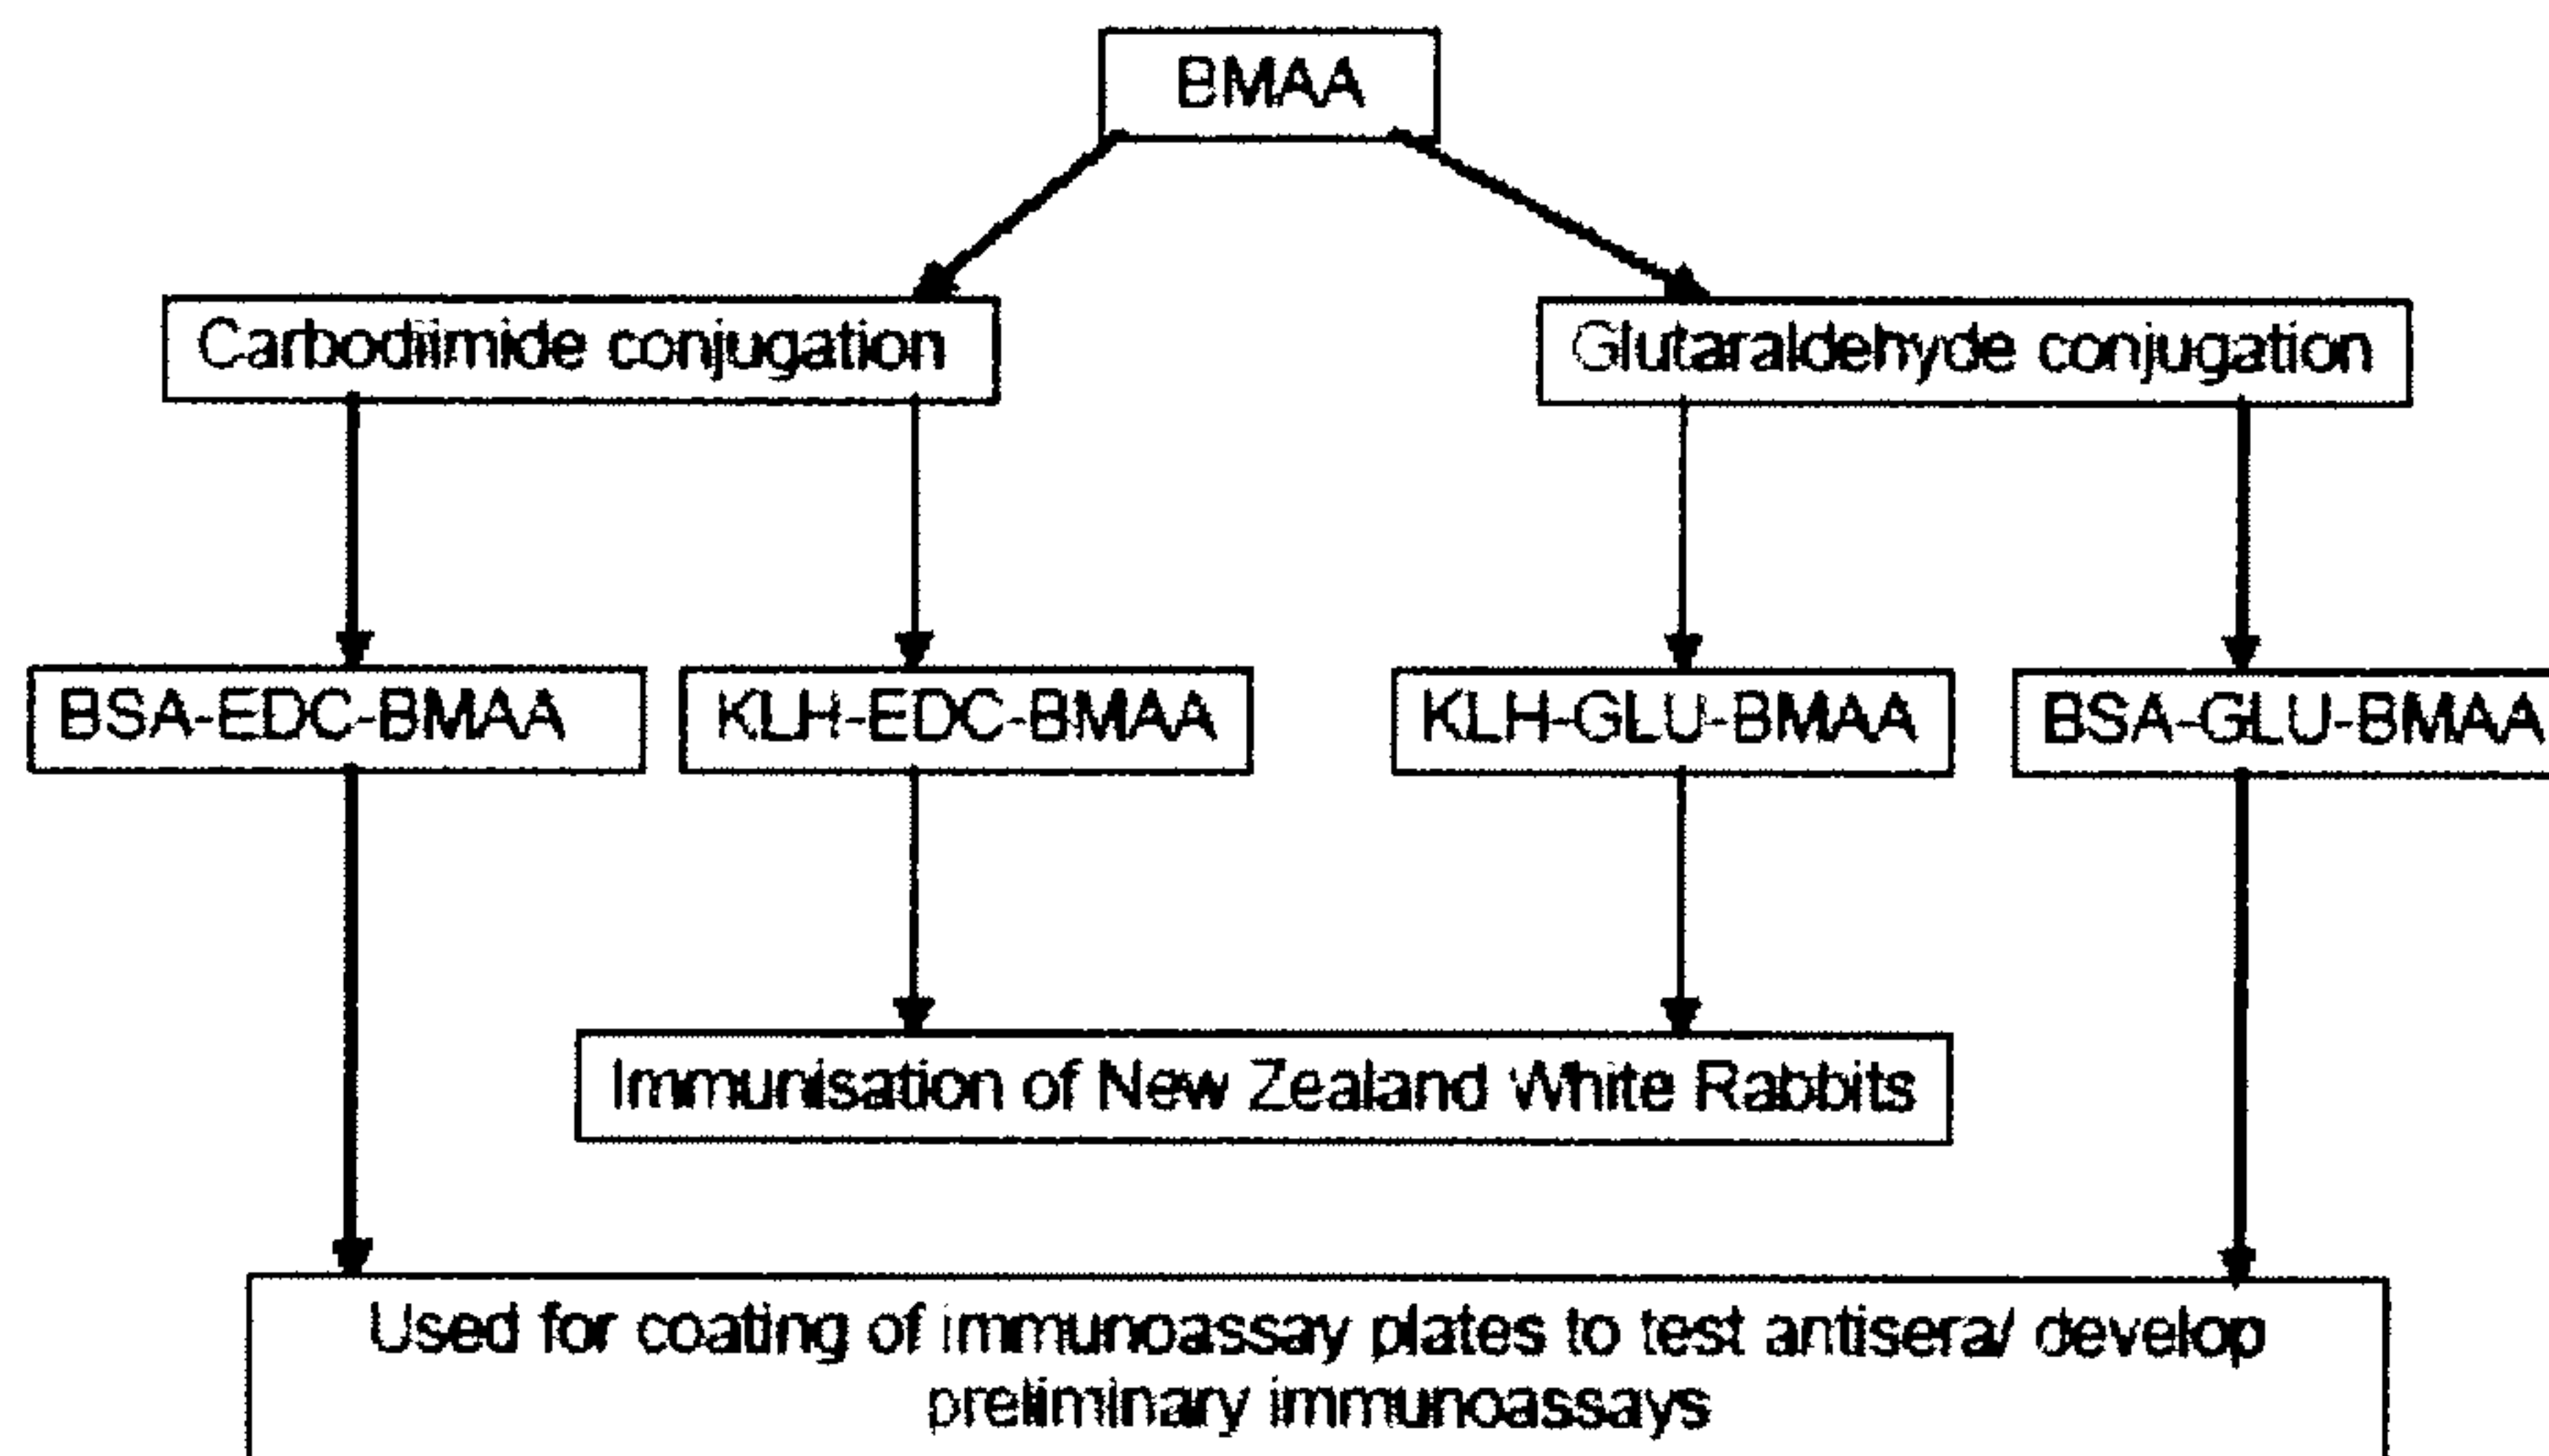 BMAA
Carbodiimide conjugation
Glutaraldehyde conjugation
BSA-EDC-BMAA
KLH-EDC-BMAA
KLH-GLU-BMAA
BSA-GLU-BMAA
Immunisation of New Zealand White Rabbits
Used for coating of immunoassay plates to test antisera/ develop
preliminary immunoassays